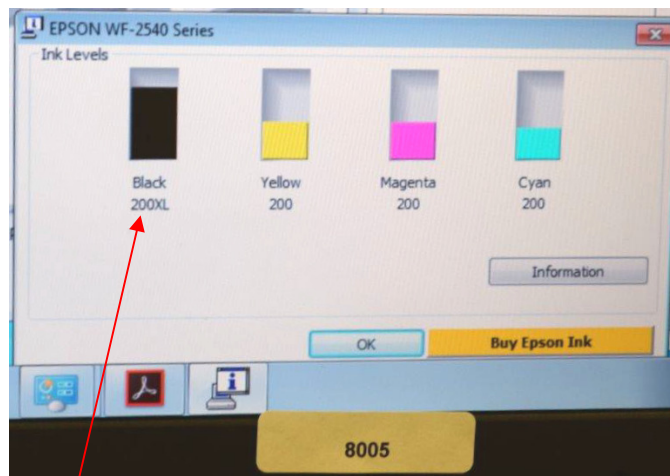 EPSON WF-2540 Series
Ink Levels
Black
200XL
Yellow
200
Magenta
200
Cyan
200
Information
OK
Buy Epson Ink
8005